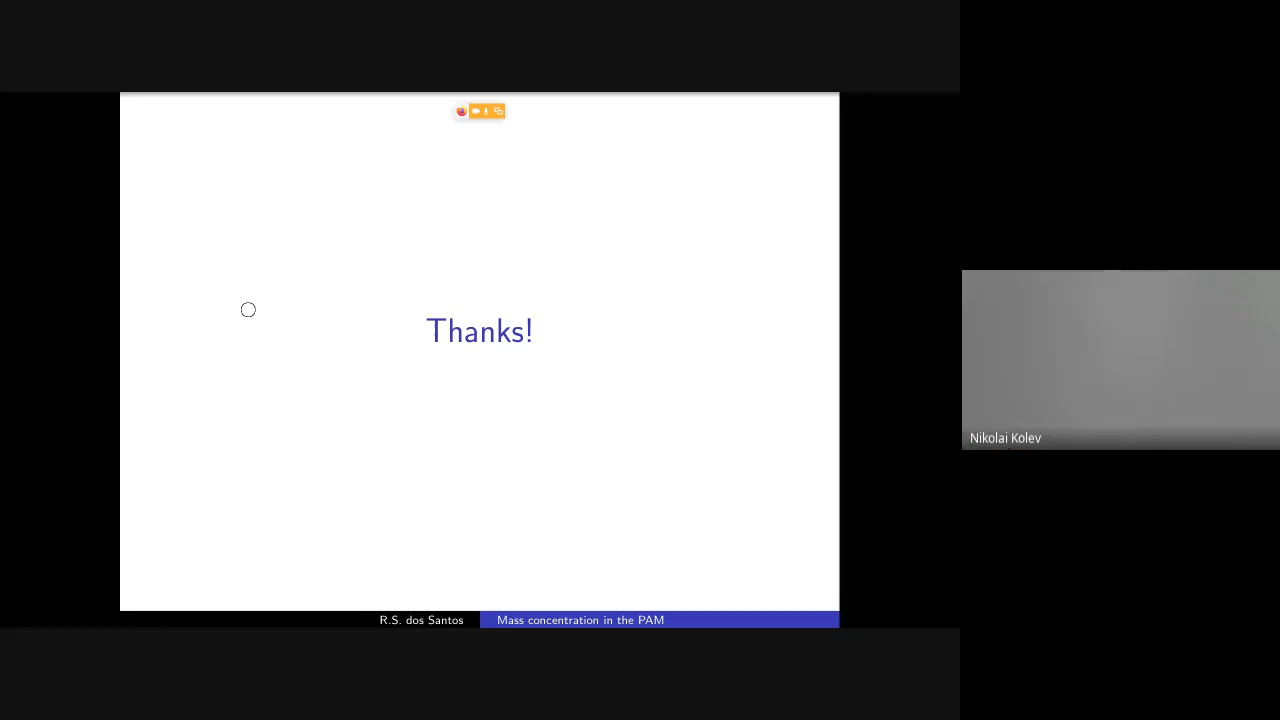 Thanks!
Nikolai Kolev
R.S. dos Santos
Mass concentration in the PAM